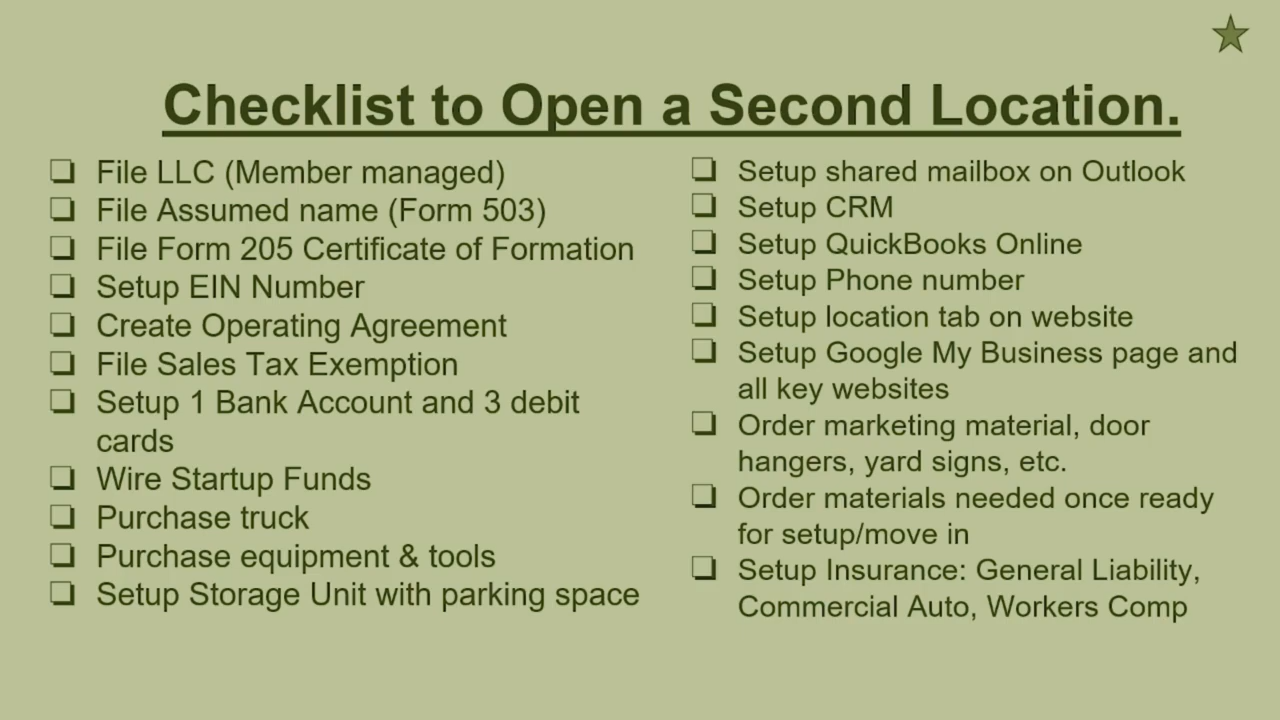 Checklist to Open a Second Location.
File LLC (Member managed)
File Assumed name (Form 503)
File Form 205 Certificate of Formation
Setup EIN Number
Create Operating Agreement
File Sales Tax Exemption
Setup 1 Bank Account and 3 debit
cards
Wire Startup Funds
Purchase truck
Purchase equipment & tools
Setup Storage Unit with parking space
Setup shared mailbox on Outlook
Setup CRM
Setup QuickBooks Online
Setup Phone number
Setup location tab on website
Setup Google My Business page and
all key websites
Order marketing material, door
hangers, yard signs, etc.
Order materials needed once ready
for setup/move in
Setup Insurance: General Liability,
Commercial Auto, Workers Comp